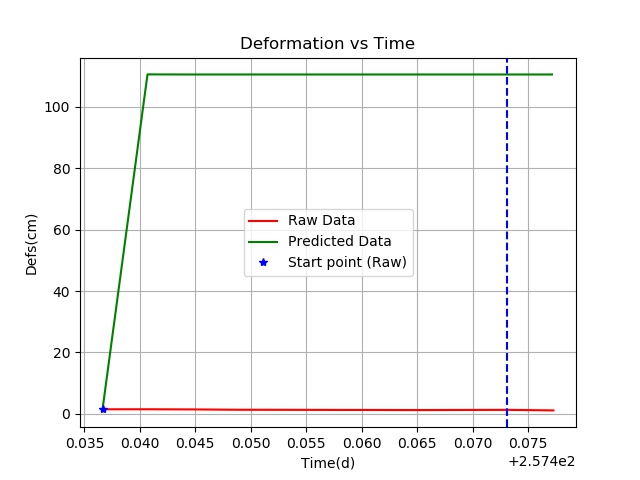 Deformation vs Time
Defs(cm)
100
80
60
40
20
0
Raw Data
Predicted Data
Start point (Raw)
0.035 0.040 0.045 0.050 0.055 0.060 0.065 0.070 0.075
Time(d)
+2.574e2